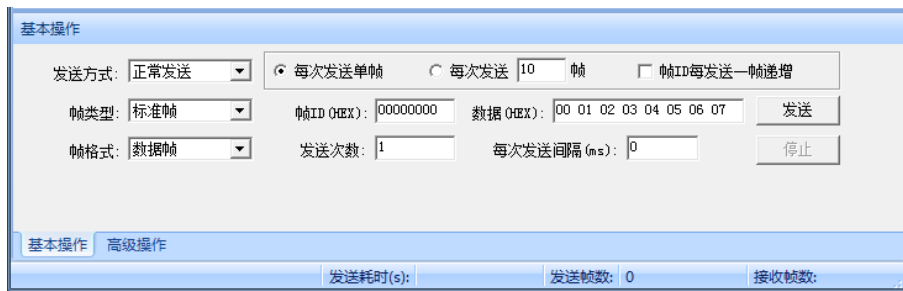 基本操作
发送方式: 正常发送 每次发送单帧 每次发送 10 帧 帧ID每发送一帧递增
帧类型: 标准帧 帧ID(HEX): 00000000 数据(HEX): 00 01 02 03 04 05 06 07 发送
帧格式: 数据帧 发送次数: 1 每次发送间隔(ms): 0 停止
基本操作 高级操作
发送耗时(s): 发送帧数: 0 接收帧数: